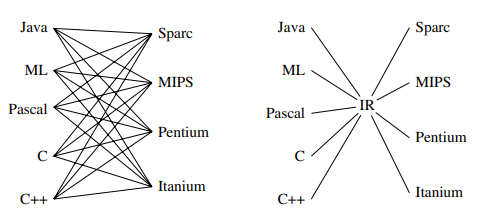 Java
ML
Pascal
C
C++
Sparc
MIPS
Pentium
Itanium
Java
ML
Pascal
C
C++
IR
Sparc
MIPS
Pentium
Itanium